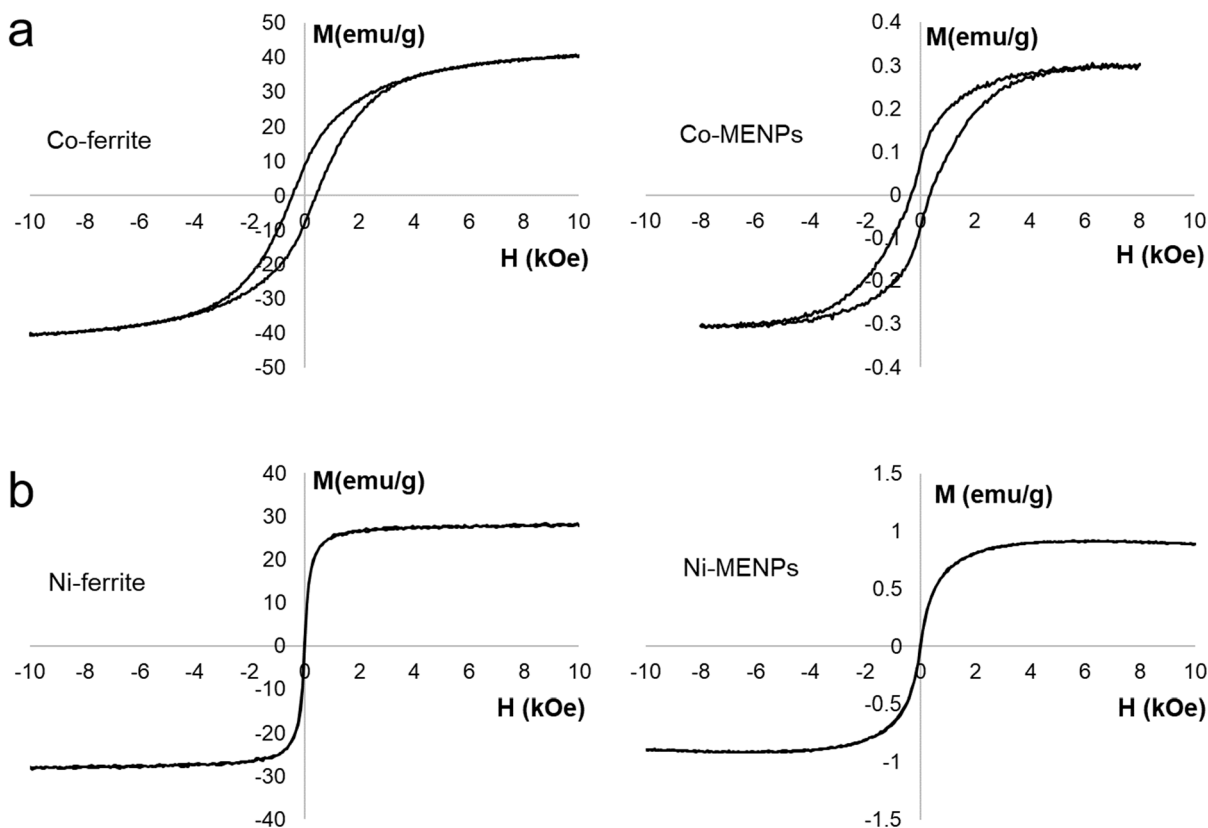 a
50 M(emu/g)
40
30
Co-ferrite
20
10
0
-10 -8 -6 -4 -2 0 2 4 6 8 10
-10
-20 H (kOe)
-30
-40
-50
0.4 M(emu/g)
0.3
0.2
Co-MENPs
0.1
0
-10 -8 -6 -4 -2 0 2 4 6 8 10
-0.1
H (kOe)
-0.2
-0.3
-0.4
b
40 M(emu/g)
30
20
Ni-ferrite
10
0
-10 -8 -6 -4 -2 0 2 4 6 8 10
-10
H (kOe)
-20
-30
-40
1.5
M (emu/g)
1
Ni-MENPs
0.5
0
-10 -8 -6 -4 -2 0 2 4 6 8 10
-0.5 H (kOe)
-1
-1.5